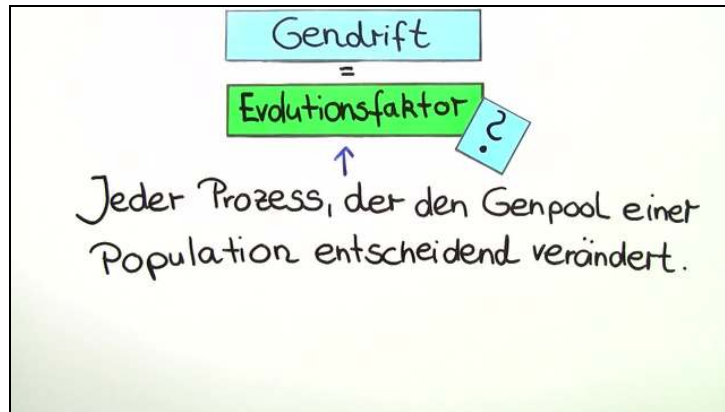 Gendrift
=
Evolutionsfaktor
?
↑
Jeder Prozess, der den Genpool einer
Population entscheidend verändert.